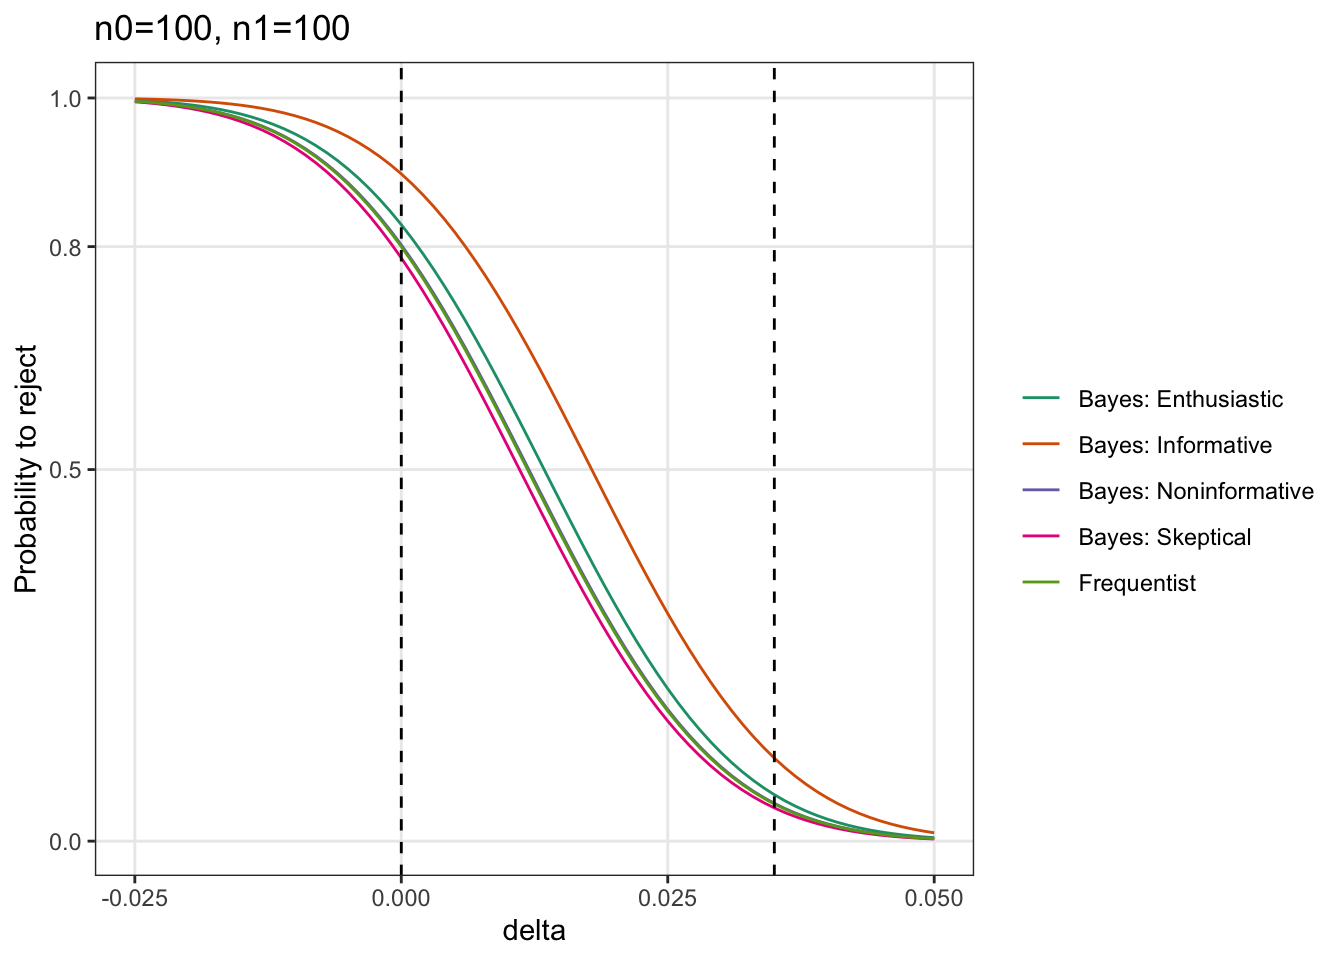 n0=100, n1=100
Probability to reject
1.0
0.8
0.5
0.0
-0.025
0.000
0.025
0.050
delta
Bayes: Enthusiastic
Bayes: Informative
Bayes: Noninformative
Bayes: Skeptical
Frequentist